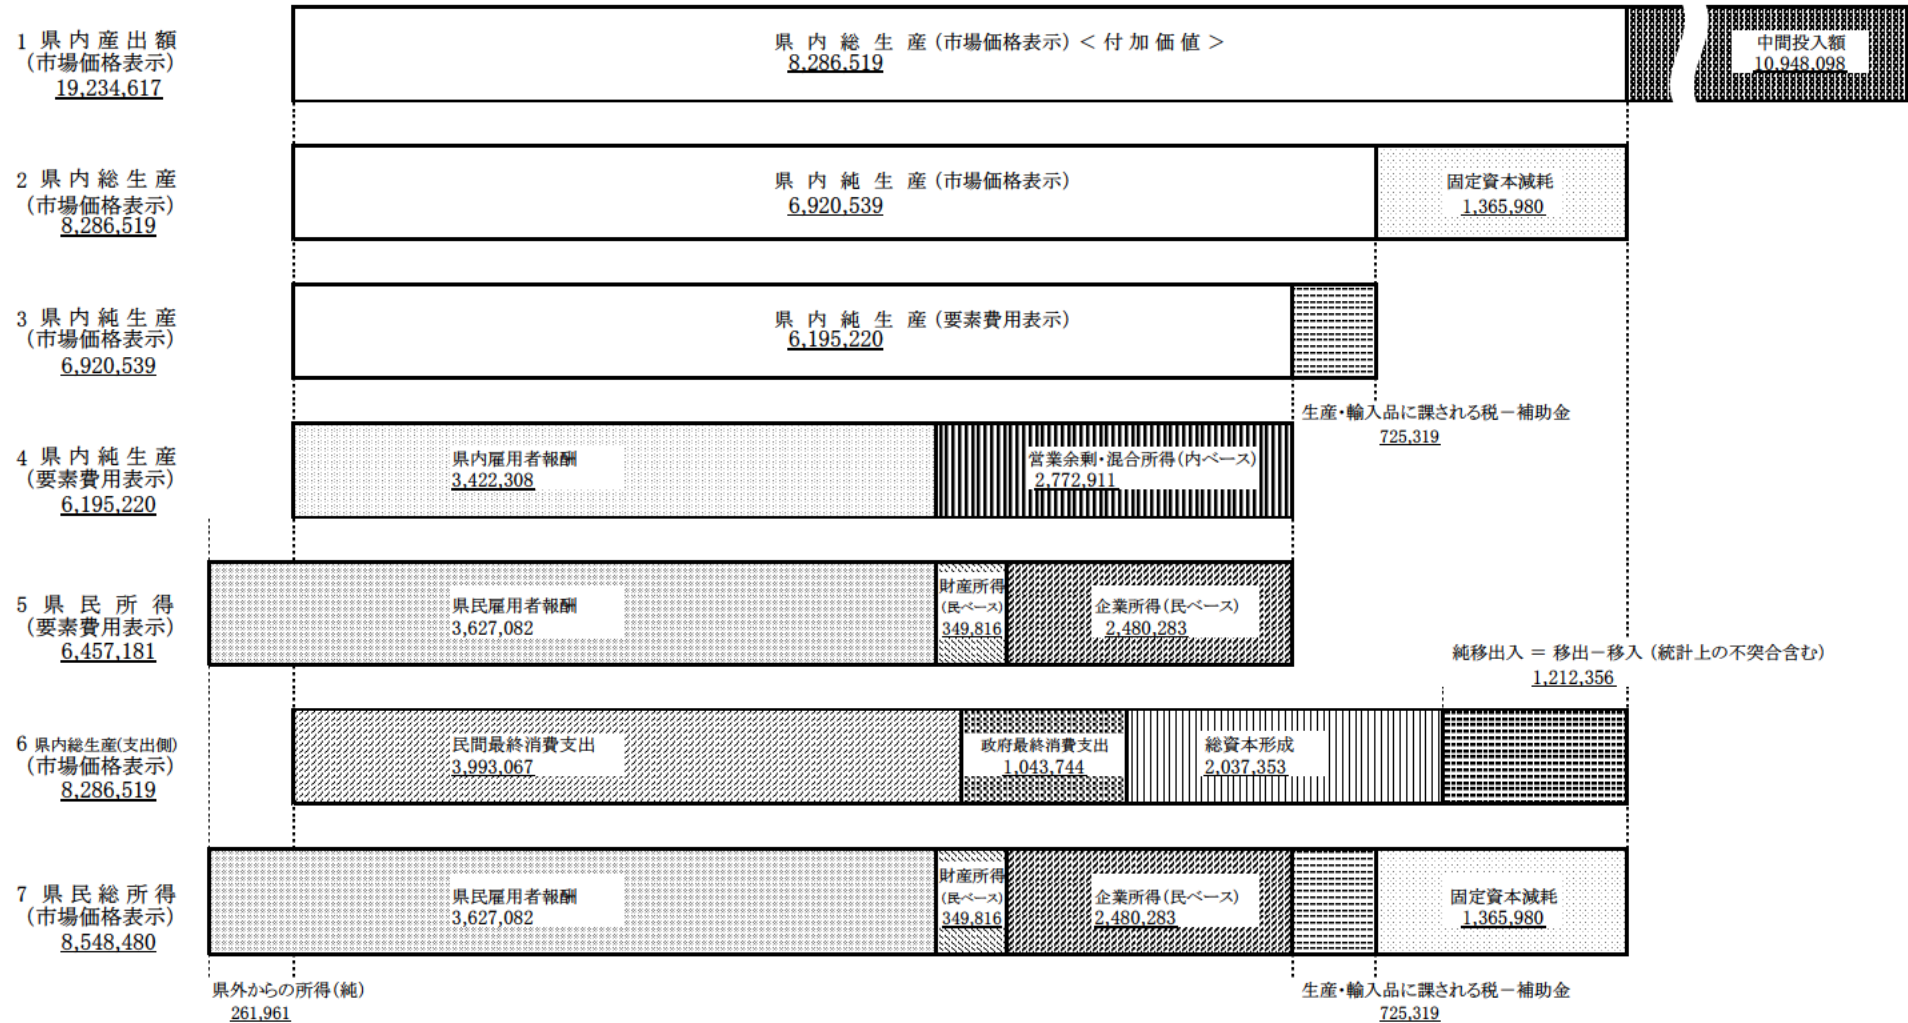 1 県内産出額
(市場価格表示)
19,234,617
県内総生産(市場価格表示)＜付加価値＞
8,286,519
中間投入額
10,948,098
2 県内総生産
(市場価格表示)
8,286,519
県内純生産(市場価格表示)
6,920,539
固定資本減耗
1,365,980
3 県内純生産
(市場価格表示)
6,920,539
県内純生産(要素費用表示)
6,195,220
生産・輸入品に課される税－補助金
725,319
4 県内純生産
(要素費用表示)
6,195,220
県内雇用者報酬
3,422,308
営業余剰・混合所得(内ベース)
2,772,911
5 県民所得
(要素費用表示)
6,457,181
県民雇用者報酬
3,627,082
財産所得
(民ベース)
349,816
企業所得(民ベース)
2,480,283
純移出入 ＝ 移出－移入 (統計上の不突合含む)
1,212,356
6 県内総生産(支出側)
(市場価格表示)
8,286,519
民間最終消費支出
3,993,067
政府最終消費支出
1,043,744
総資本形成
2,037,353
7 県民総所得
(市場価格表示)
8,548,480
県民雇用者報酬
3,627,082
財産所得
(民ベース)
349,816
企業所得(民ベース)
2,480,283
固定資本減耗
1,365,980
県外からの所得(純)
261,961
生産・輸入品に課される税－補助金
725,319